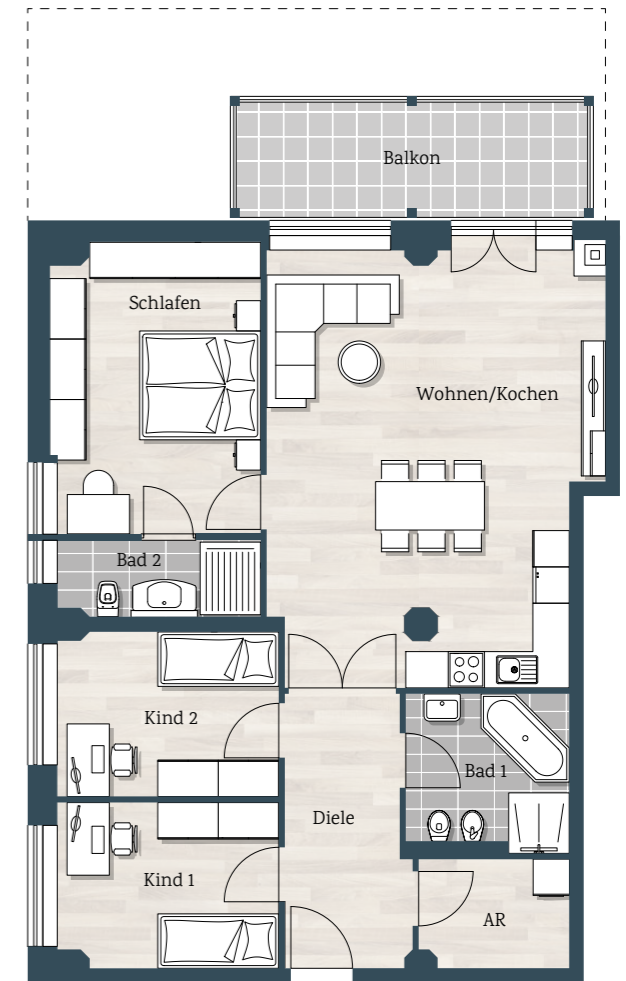 Balkon
Schlafen
Wohnen/Kochen
Bad 2
Kind 2
Bad 1
Diele
Kind 1
AR